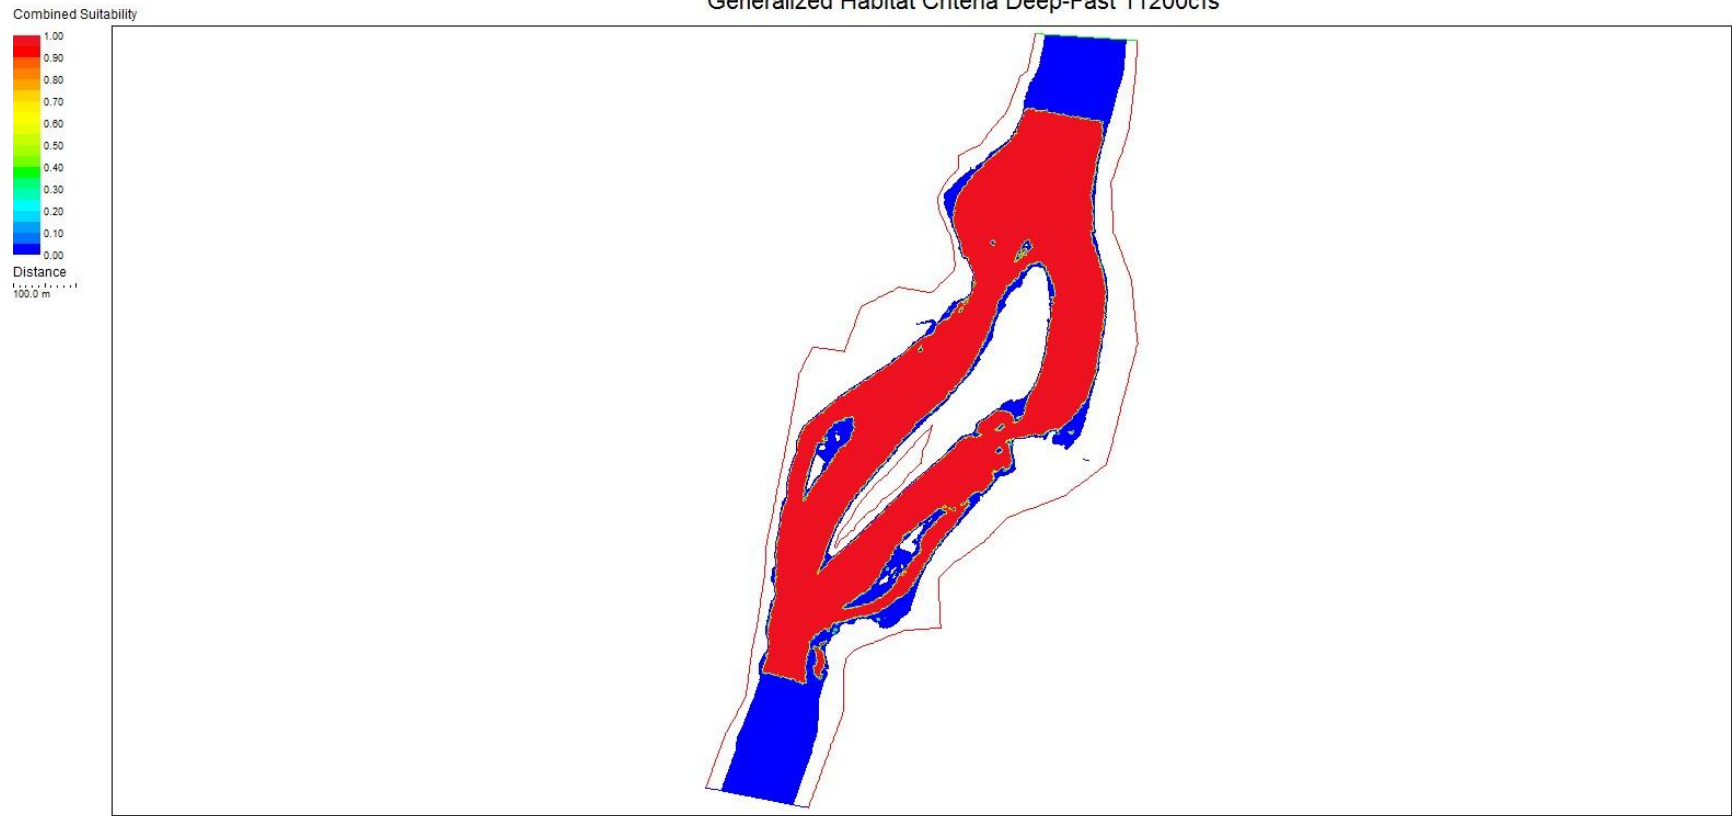 Generalized Habitat Criteria Deep-Fast 11200cfs
Combined Suitability
1.00
0.90
0.80
0.70
0.60
0.50
0.40
0.30
0.20
0.10
0.00
Distance
100.0 m